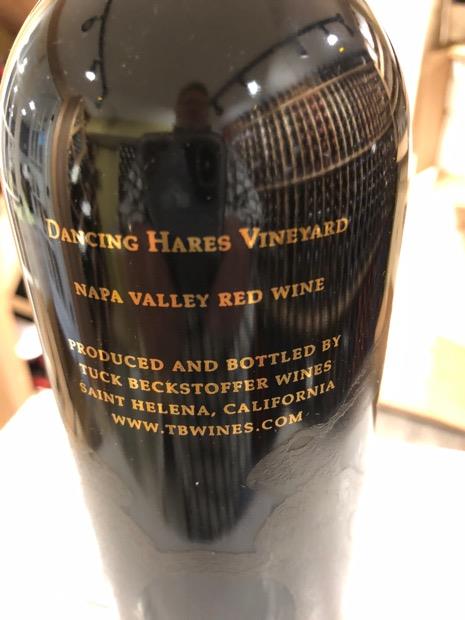 DANCING HARES VINEYARD
NAPA VALLEY RED WINE
PRODUCED AND BOTTLED BY
TUCK BECKSTOFFER WINES
SAINT HELENA, CALIFORNIA
WWW.TBWINES.COM